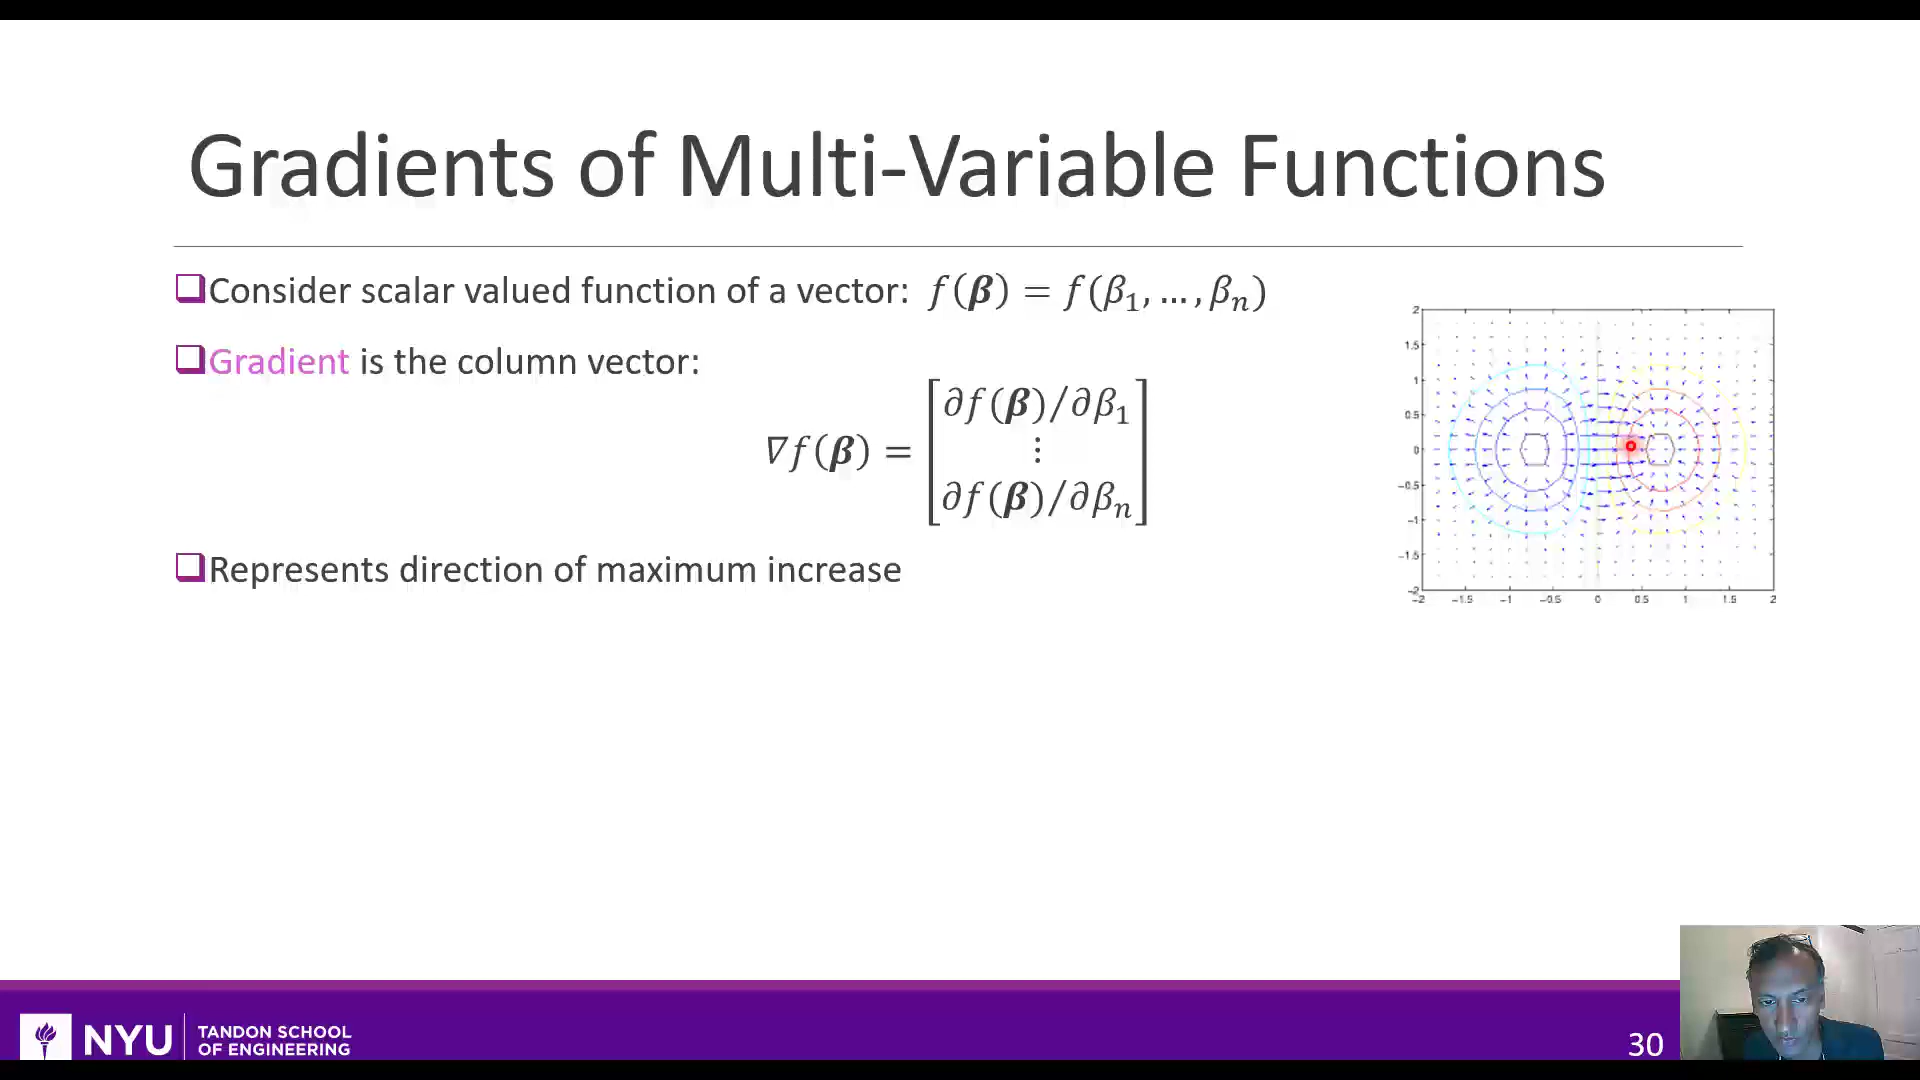 Gradients of Multi-Variable Functions
Consider scalar valued function of a vector: f(β) = f(β₁, …, βₙ)
Gradient is the column vector:
∇f(β) = [∂f(β)/∂β₁ ⋮ ∂f(β)/∂βₙ]
Represents direction of maximum increase
2
1.5
1
0.5
0
−0.5
−1
−1.5
−2
−2 −1.5 −1 −0.5 0 0.5 1 1.5 2
NYU TANDON SCHOOL
OF ENGINEERING
30